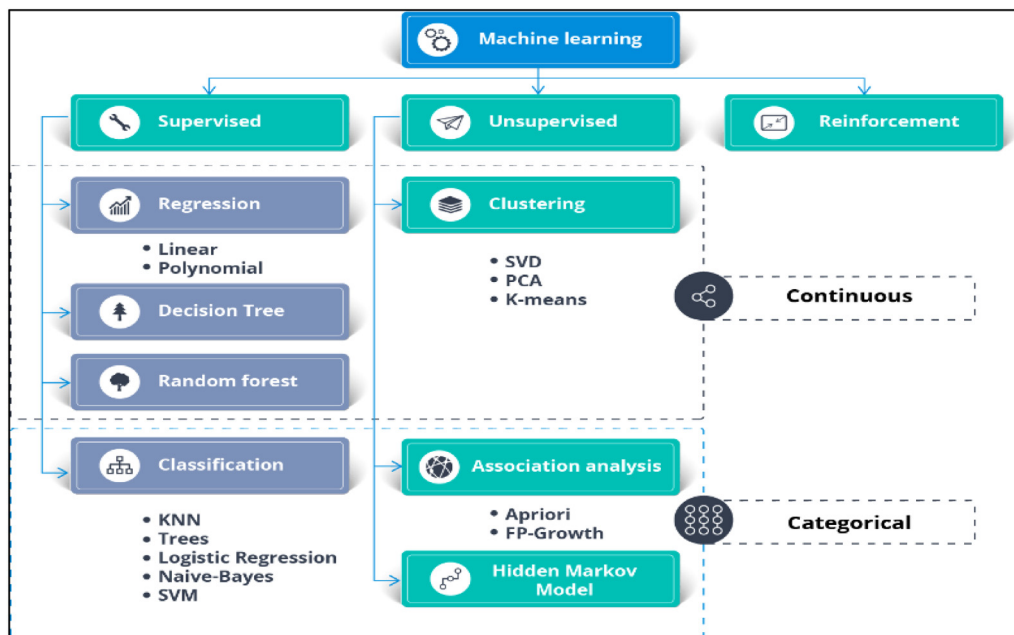 Machine learning
Supervised
Unsupervised
Reinforcement
Regression
• Linear
• Polynomial
Decision Tree
Random forest
Clustering
• SVD
• PCA
• K-means
Continuous
Classification
• KNN
• Trees
• Logistic Regression
• Naive-Bayes
• SVM
Association analysis
• Apriori
• FP-Growth
Hidden Markov
Model
Categorical